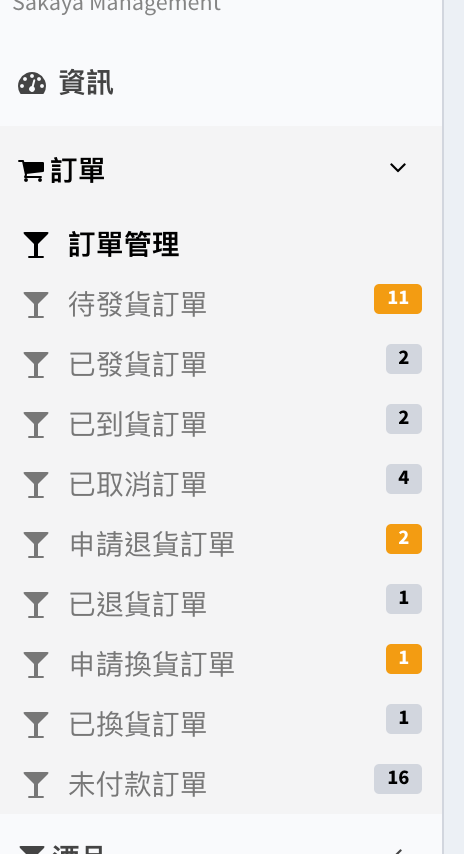 Sakaya Management
資訊
訂單
訂單管理
待發貨訂單 11
已發貨訂單 2
已到貨訂單 2
已取消訂單 4
申請退貨訂單 2
已退貨訂單 1
申請換貨訂單 1
已換貨訂單 1
未付款訂單 16
酒品